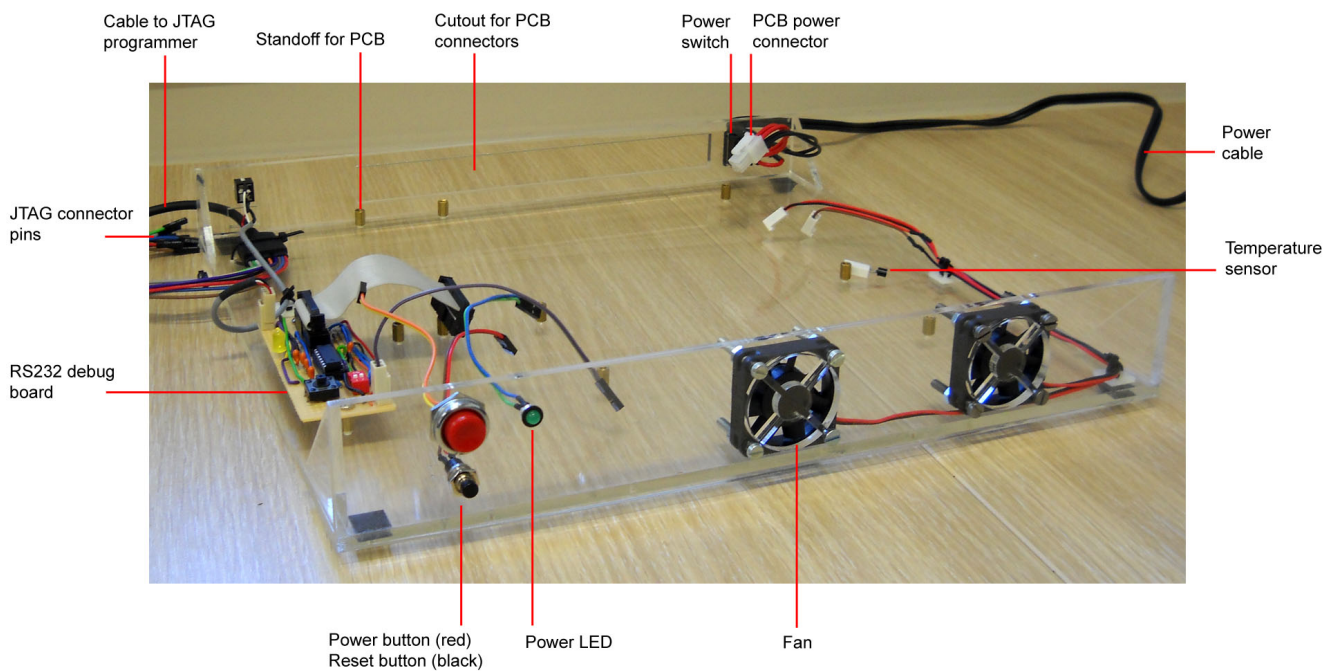 Cable to JTAG
programmer
Standoff for PCB
Cutout for PCB
connectors
Power
switch
PCB power
connector
Power
cable
JTAG connector
pins
Temperature
sensor
RS232 debug
board
Power button (red)
Reset button (black)
Power LED
Fan